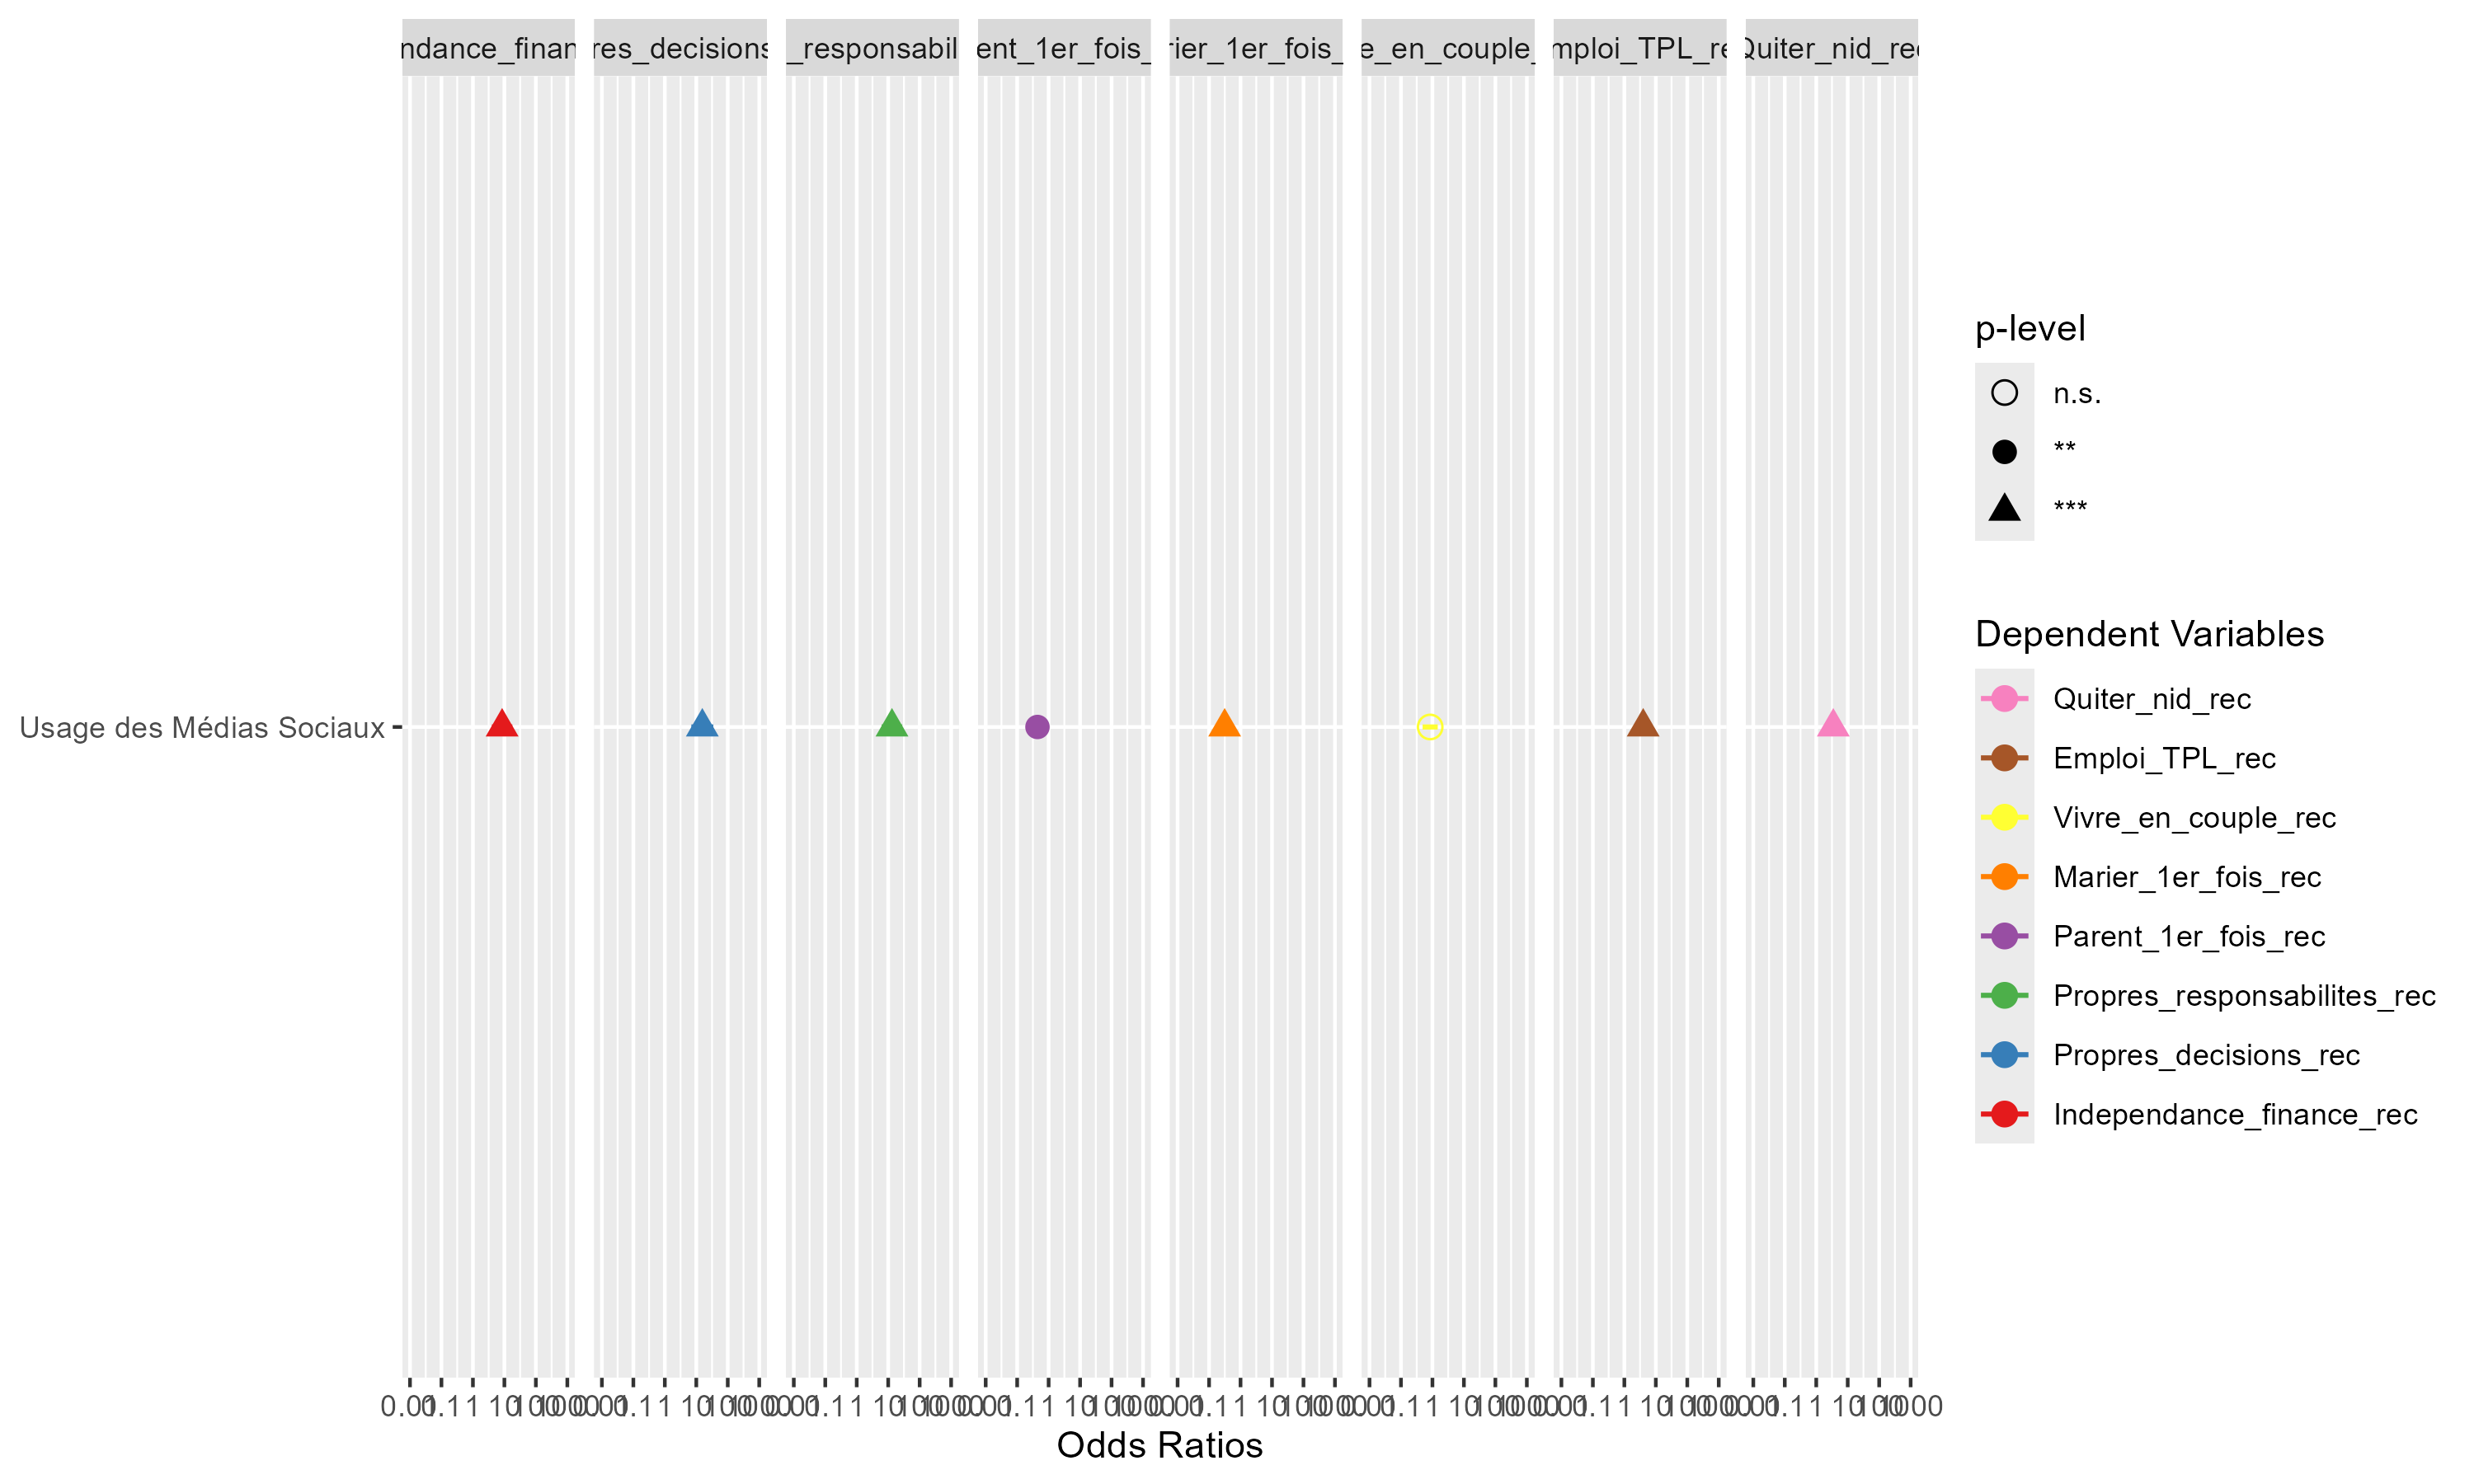 ndance_finan res_decisions _responsabil ent_1er_fois_ rier_1er_fois_ e_en_couple_ mploi_TPL_re Quiter_nid_rec
p-level
n.s.
**
***
Dependent Variables
Quiter_nid_rec
Emploi_TPL_rec
Vivre_en_couple_rec
Marier_1er_fois_rec
Parent_1er_fois_rec
Propres_responsabilites_rec
Propres_decisions_rec
Independance_finance_rec
Usage des Médias Sociaux
Odds Ratios